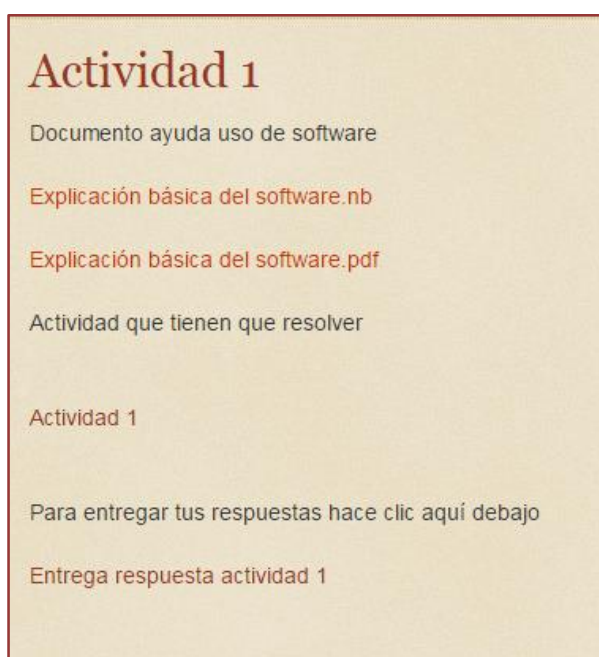 Actividad 1
Documento ayuda uso de software
Explicación básica del software.nb
Explicación básica del software.pdf
Actividad que tienen que resolver
Actividad 1
Para entregar tus respuestas hace clic aquí debajo
Entrega respuesta actividad 1